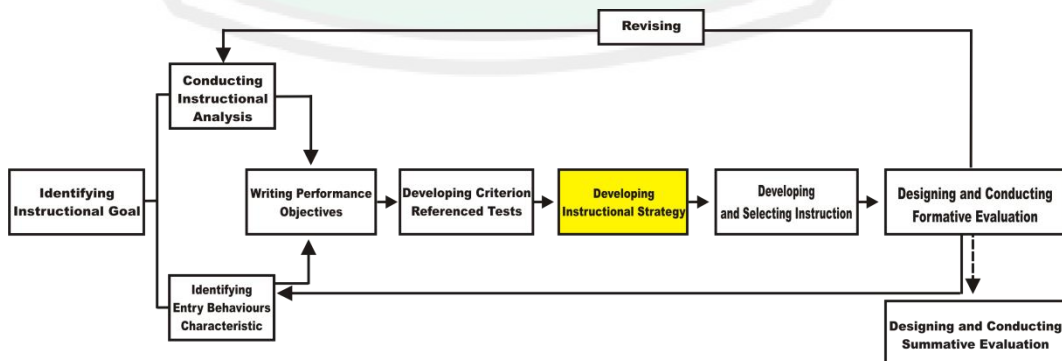 Revising
Conducting
Instructional
Analysis
Identifying
Instructional Goal
Writing Performance
Objectives
Developing Criterion
Referenced Tests
Developing
Instructional Strategy
Developing
and Selecting Instruction
Designing and Conducting
Formative Evaluation
Identifying
Entry Behaviours
Characteristic
Designing and Conducting
Summative Evaluation